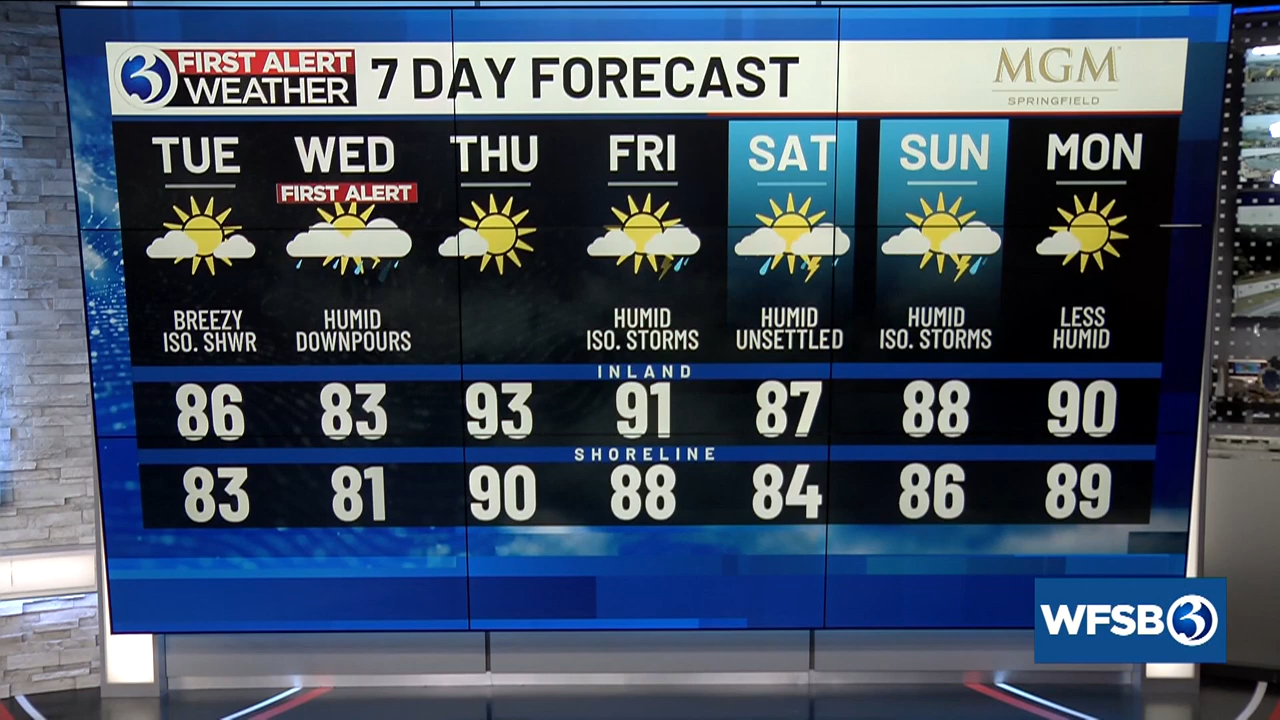 3 FIRST ALERT WEATHER
7 DAY FORECAST
MGM
SPRINGFIELD
TUE WED THU FRI SAT SUN MON
FIRST ALERT
BREEZY ISO. SHWR
HUMID DOWNPOURS
HUMID ISO. STORMS
HUMID UNSETTLED
HUMID ISO. STORMS
LESS HUMID
INLAND
86 83 93 91 87 88 90
SHORELINE
83 81 90 88 84 86 89
WFSB 3